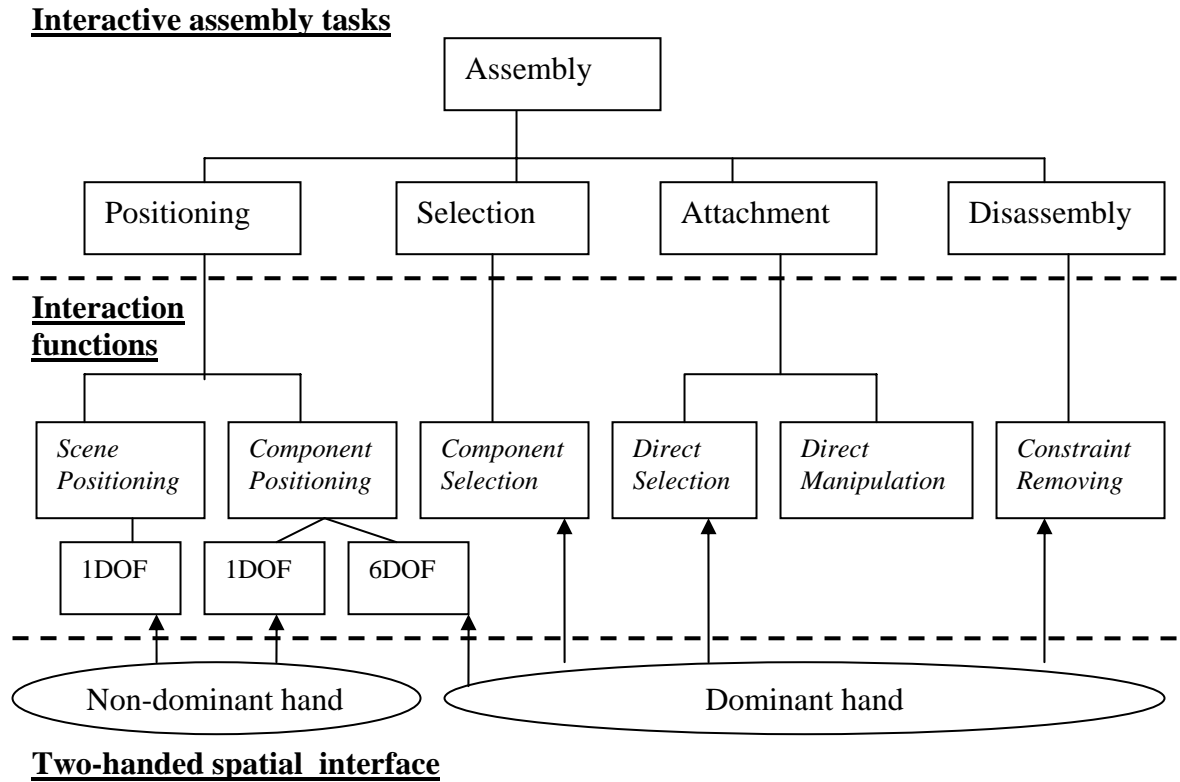 Interactive assembly tasks
Assembly
Positioning
Selection
Attachment
Disassembly
Interaction
functions
Scene
Positioning
Component
Positioning
Component
Selection
Direct
Selection
Direct
Manipulation
Constraint
Removing
1DOF
1DOF
6DOF
Non-dominant hand
Dominant hand
Two-handed spatial interface